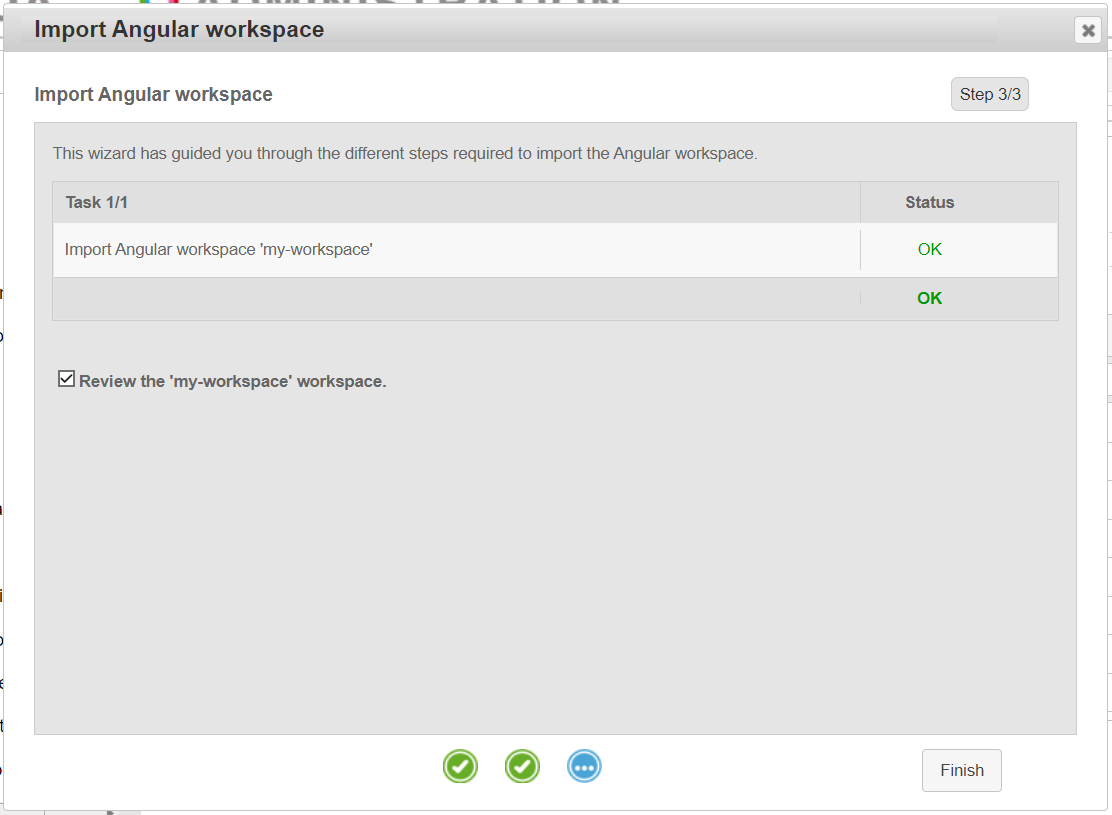 Import Angular workspace
Import Angular workspace
Step 3/3
This wizard has guided you through the different steps required to import the Angular workspace.
Task 1/1 Status
Import Angular workspace 'my-workspace' OK
OK
Review the 'my-workspace' workspace.
Finish